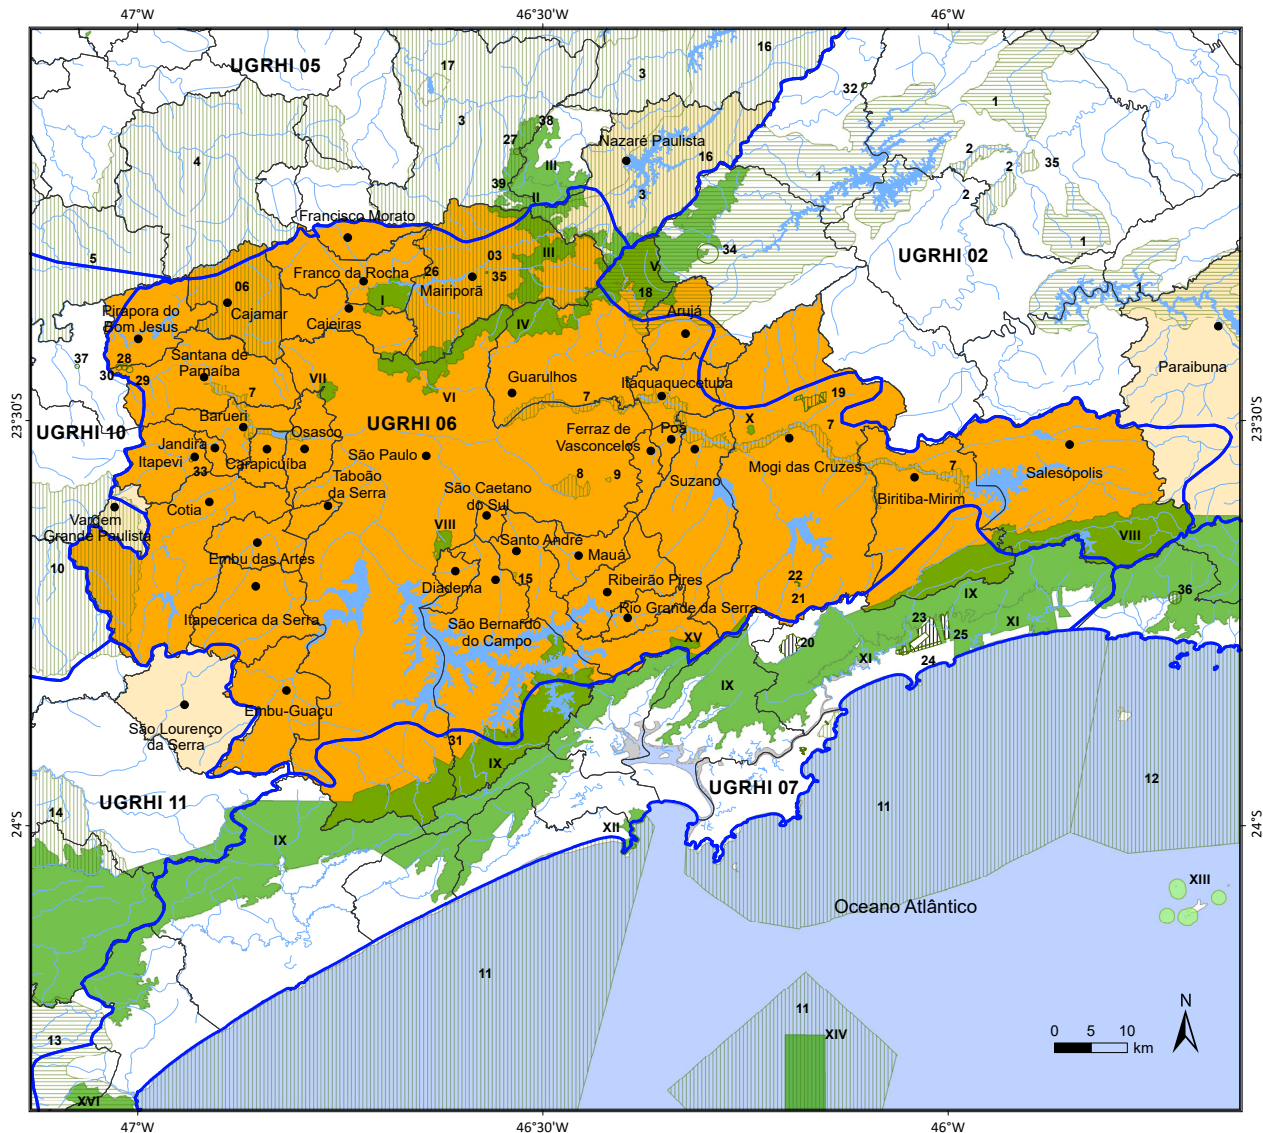 47°W
46°30'W
46°W
UGRHI 05
17
3
16
3
32
1
4
27
38
Nazaré Paulista
16
2
2
35
2
III
39
II
3
1
1
Francisco Morato
5
Franco da Rocha
26
03
35
Mairiporã
III
V
18
34
UGRHI 02
1
06
Cajamar
I
Cajeiras
IV
Arujá
Pirapora do
Bom Jesus
Santana de
Parnaíba
37
28
30
29
7
VII
VI
Guarulhos
7
Itaquaquecetuba
19
Paraibuna
23°30'S
23°30'S
UGRHI 10
Barueri
UGRHI 06
X
7
Jandira
Itapevi
33
Carapicuíba
Osasco
São Paulo
Ferraz de
Vasconcelos
Poá
Mogi das Cruzes
7
Salesópolis
Taboão
da Serra
8
9
Suzano
Biritiba-Mirim
São Caetano
do Sul
Cotia
Vargem
Grande Paulista
VIII
Santo André
Mauá
VIII
10
Embu das Artes
Diadema
15
Ribeirão Pires
22
21
IX
36
Itapecerica da Serra
São Bernardo
do Campo
Rio Grande da Serra
XV
20
23
25
XI
XI
24
IX
Embu-Guaçu
São Lourenço
da Serra
31
IX
UGRHI 11
UGRHI 07
11
12
14
XII
24°S
24°S
IX
XIII
Oceano Atlântico
11
11
XIV
13
N
0 5 10
km
XVI
47°W
46°30'W
46°W